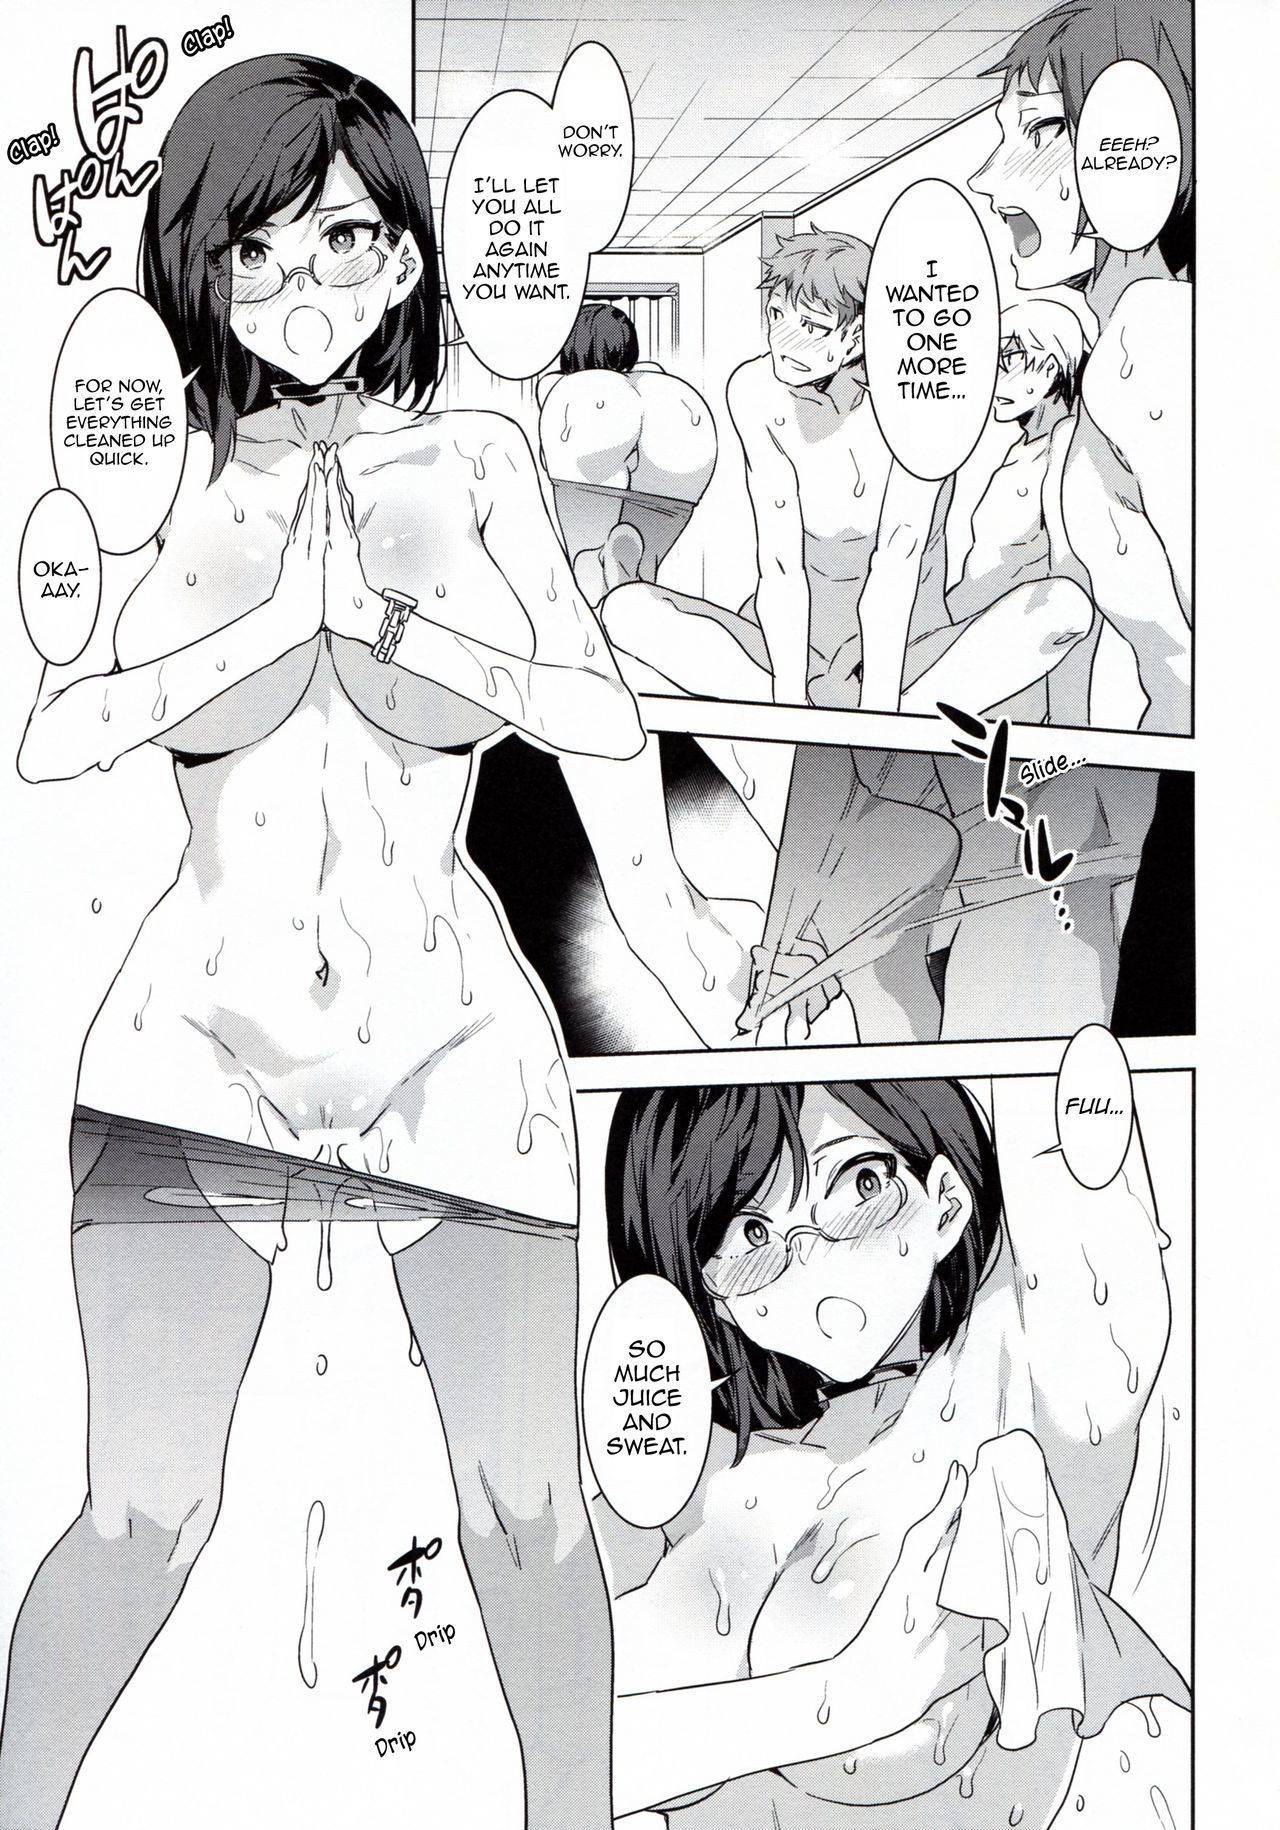 EEEH?
ALREADY?
I
WANTED
TO GO
ONE
MORE
TIME...
DON'T
WORRY.
I'LL LET
YOU ALL
DO IT
AGAIN
ANYTIME
YOU WANT.
Clap!
ぱん
Clap!
ぱん
FOR NOW,
LET'S GET
EVERYTHING
CLEANED UP
QUICK.
OKA-
AAY.
Slide...
シュル…
FUU...
SO
MUCH
JUICE
AND
SWEAT.
ポタ
Drip
ポタ
Drip